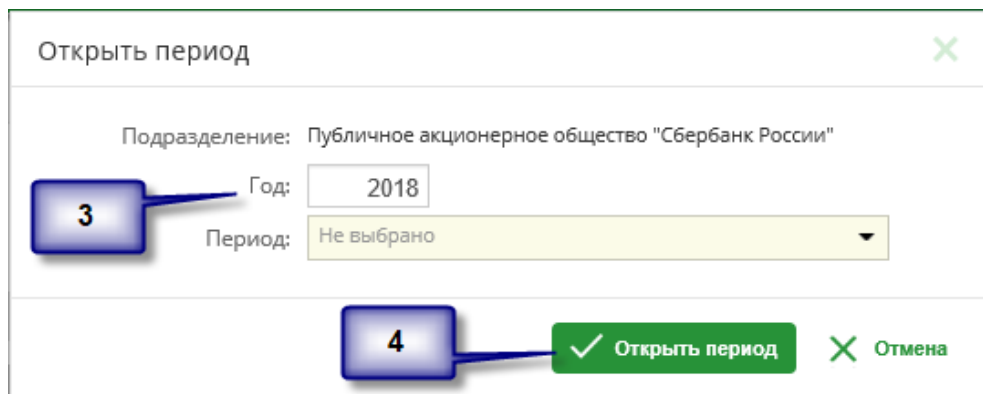 Открыть период
Подразделение: Публичное акционерное общество "Сбербанк России"
3
Год: 2018
Период: Не выбрано
4
Открыть период Отмена